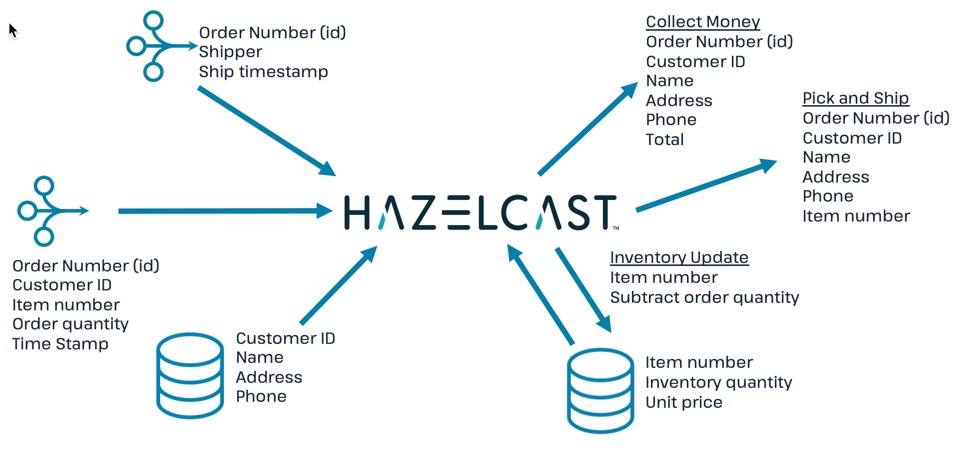 Order Number (id)
Shipper
Ship timestamp
Collect Money
Order Number (id)
Customer ID
Name
Address
Phone
Total
Pick and Ship
Order Number (id)
Customer ID
Name
Address
Phone
Item number
HAZELCAST™
Order Number (id)
Customer ID
Item number
Order quantity
Time Stamp
Inventory Update
Item number
Subtract order quantity
Customer ID
Name
Address
Phone
Item number
Inventory quantity
Unit price